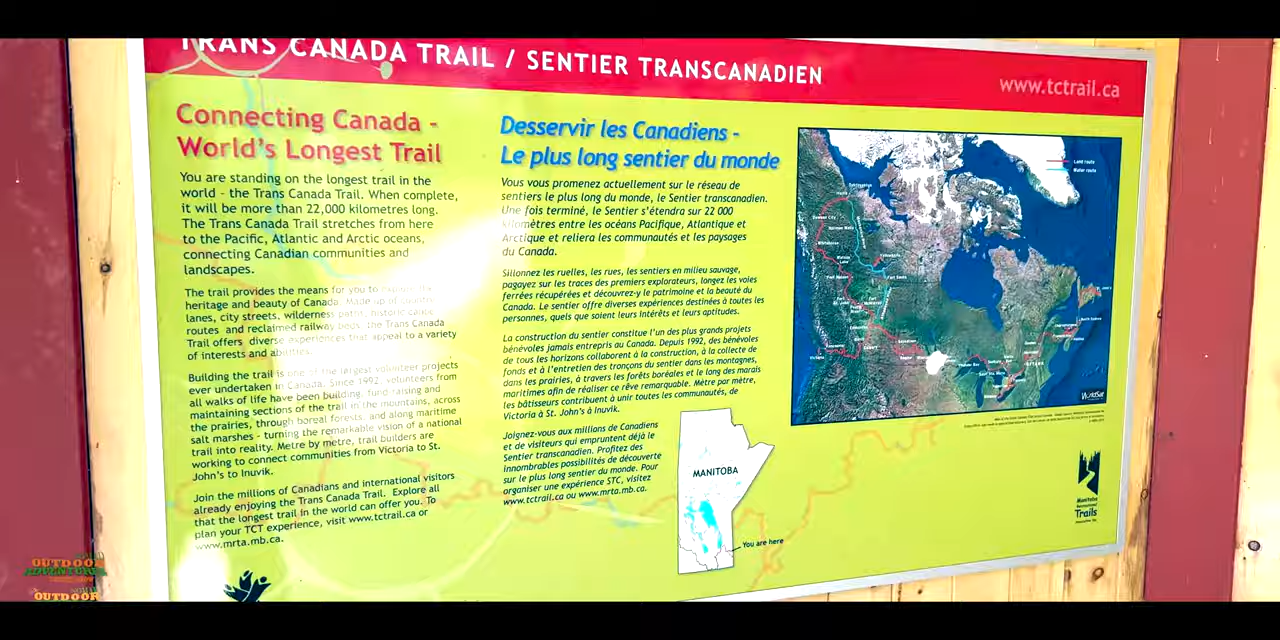 TRANS CANADA TRAIL / SENTIER TRANSCANADIEN
www.tctrail.ca
Connecting Canada -
World's Longest Trail
You are standing on the longest trail in the
world - the Trans Canada Trail. When complete,
it will be more than 22,000 kilometres long.
The Trans Canada Trail stretches from here
to the Pacific, Atlantic and Arctic oceans,
connecting Canadian communities and
landscapes.
The trail provides the means for you to explore the
heritage and beauty of Canada. Made up of country
lanes, city streets, wilderness paths, historic canoe
routes and reclaimed railway beds, the Trans Canada
Trail offers diverse experiences that appeal to a variety
of interests and abilities.
Building the trail is one of the largest volunteer projects
ever undertaken in Canada. Since 1992, volunteers from
all walks of life have been building, fund raising and
maintaining sections of the trail in the mountains, across
the prairies, through boreal forests, and along maritime
salt marshes - turning the remarkable vision of a national
trail into reality. Metre by metre, trail builders are
working to connect communities from Victoria to St.
John's to Inuvik.
Join the millions of Canadians and international visitors
already enjoying the Trans Canada Trail. Explore all
that the longest trail in the world can offer you. To
plan your TCT experience, visit www.tctrail.ca or
www.mrta.mb.ca.
Desservir les Canadiens -
Le plus long sentier du monde
Vous vous promenez actuellement sur le réseau de
sentiers le plus long du monde, le Sentier transcanadien.
Une fois terminé, le Sentier s'étendra sur 22 000
kilomètres entre les océans Pacifique, Atlantique et
Arctique et reliera les communautés et les paysages
du Canada.
Sillonnez les ruelles, les rues, les sentiers en milieu sauvage,
pagayez sur les traces des premiers explorateurs, longez les voies
ferrées récupérées et découvrez-y le patrimoine et la beauté du
Canada. Le sentier offre diverses expériences destinées à toutes les
personnes, quels que soient leurs intérêts et leurs aptitudes.
La construction du sentier constitue l'un des plus grands projets
bénévoles jamais entrepris au Canada. Depuis 1992, des bénévoles
de tous les horizons collaborent à la construction, à la collecte de
fonds et à l'entretien des tronçons du sentier dans les montagnes,
dans les prairies, à travers les forêts boréales et le long des marais
maritimes afin de réaliser ce rêve remarquable. Mètre par mètre,
les bâtisseurs contribuent à unir toutes les communautés, de
Victoria à St. John's à Inuvik.
Joignez-vous aux millions de Canadiens
et de visiteurs qui empruntent déjà le
Sentier transcanadien. Profitez des
innombrables possibilités de découverte
sur le plus long sentier du monde. Pour
organiser une expérience STC, visitez
www.tctrail.ca ou www.mrta.mb.ca.
Land route
Water route
WorldSat
MANITOBA
You are here
Manitoba
Recreational
Trails
OUTDOOR
ADVENTURES
OUTDOOR